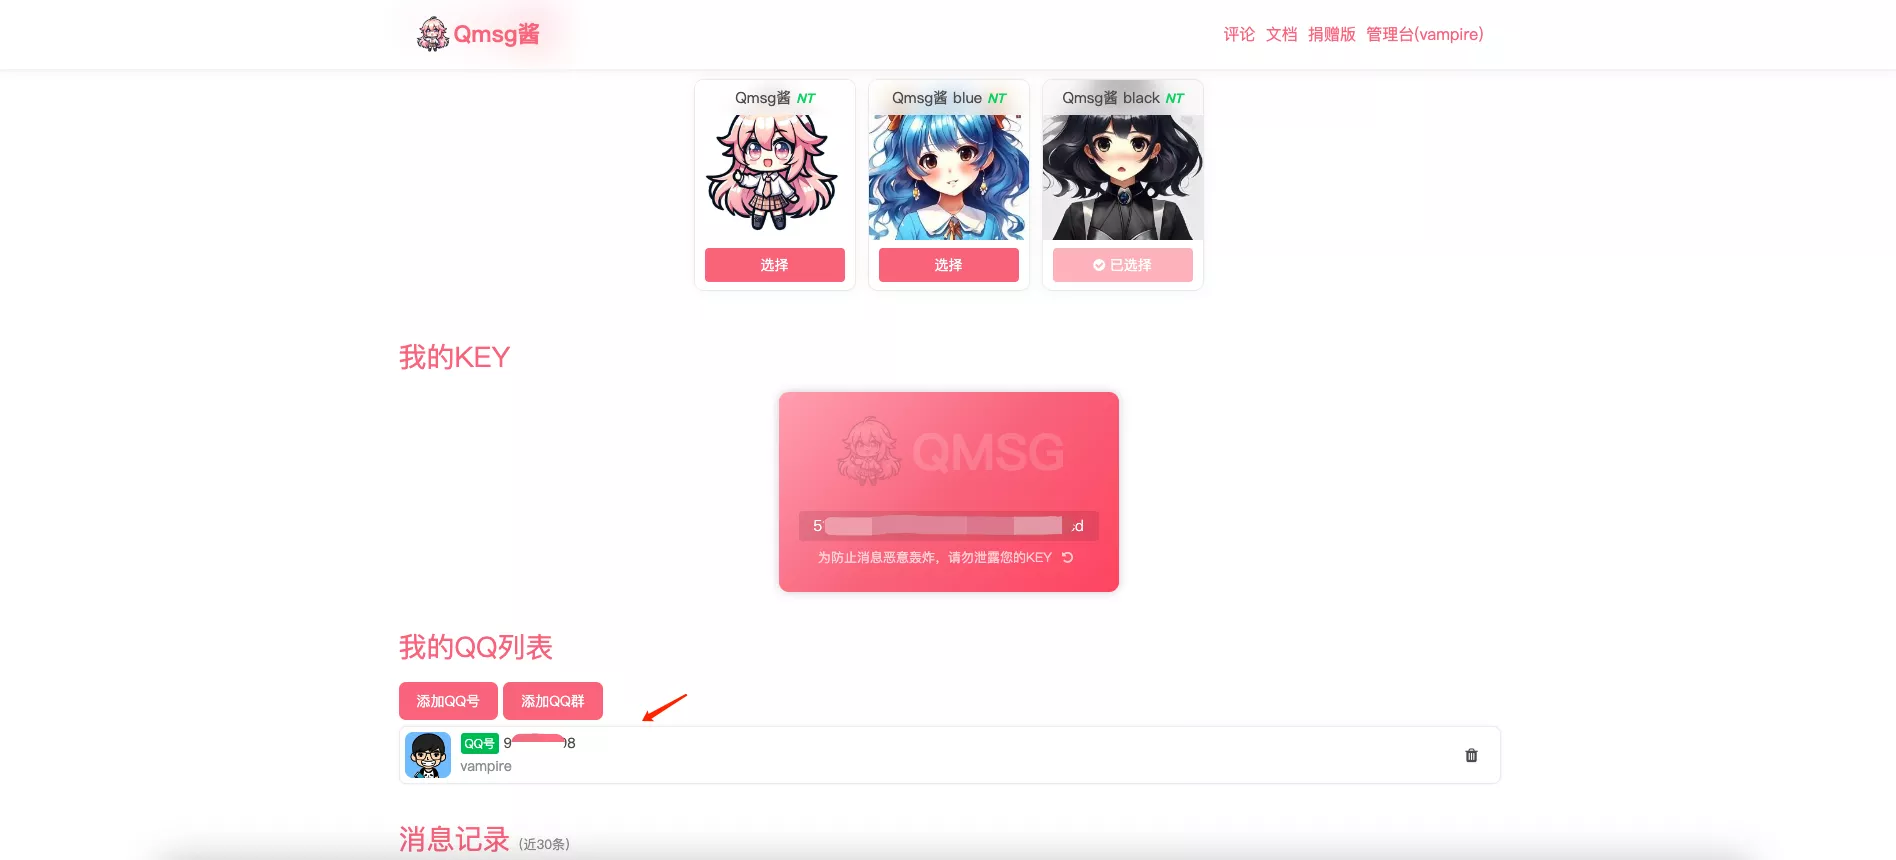 Qmsg酱
评论 文档 捐赠版 管理台(vampire)
Qmsg酱 NT
Qmsg酱 blue NT
Qmsg酱 black NT
选择
选择
已选择
我的KEY
QMSG
5
cd
为防止消息恶意轰炸，请勿泄露您的KEY
我的QQ列表
添加QQ号 添加QQ群
QQ号 9 8
vampire
消息记录 (近30条)